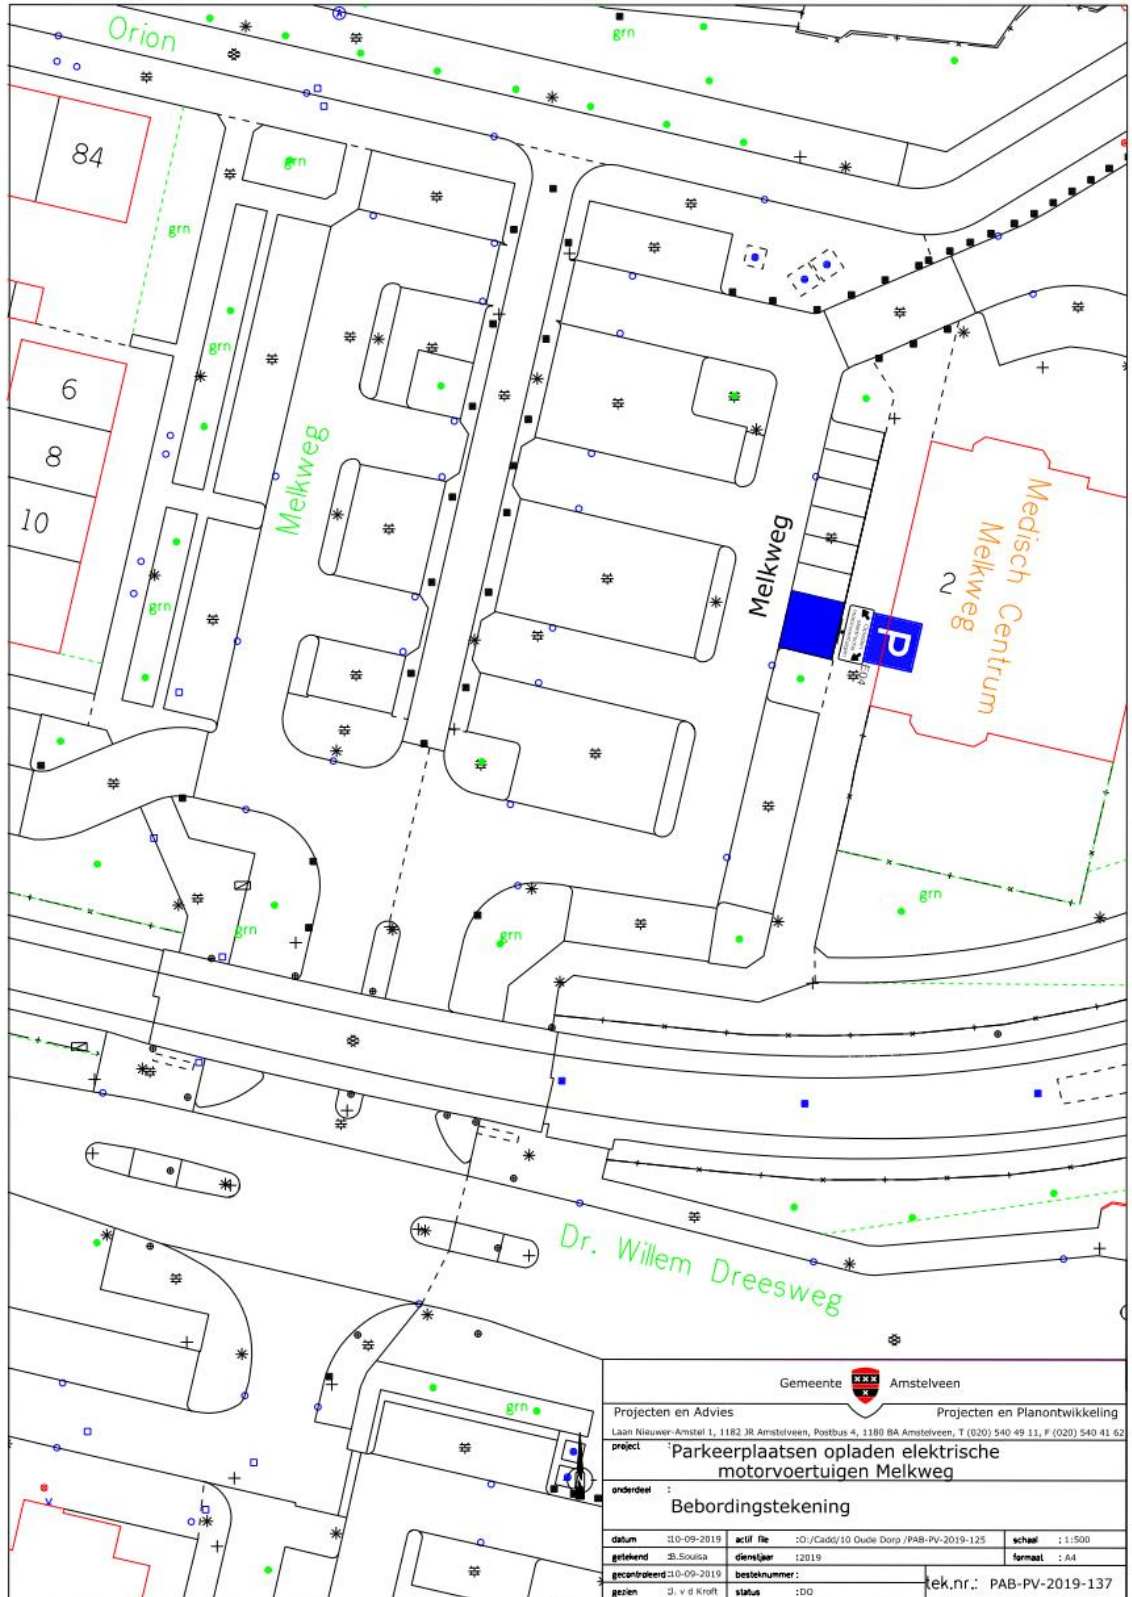 Orion
grn
84
grn
grn
grn
6
8
10
Melkweg
grn
Melkweg
Medisch Centrum
Melkweg
2
P
E04
grn
grn
grn
Dr. Willem Dreesweg
grn
N
Gemeente Amstelveen
Projecten en Advies Projecten en Planontwikkeling
Laan Nieuwer-Amstel 1, 1182 JR Amstelveen, Postbus 4, 1180 BA Amstelveen, T (020) 540 49 11, F (020) 540 41 62
project : Parkeerplaatsen opladen elektrische
motorvoertuigen Melkweg
onderdeel :
Bebordingstekening
datum :10-09-2019 actif file :O:/Cadd/10 Oude Dorp /PAB-PV-2019-125 schaal : 1:500
getekend :B.Souisa dienstjaar :2019 formaat : A4
gecontroleerd:10-09-2019 besteknummer :
gezien :J. v d Kroft status :DO tek.nr.: PAB-PV-2019-137